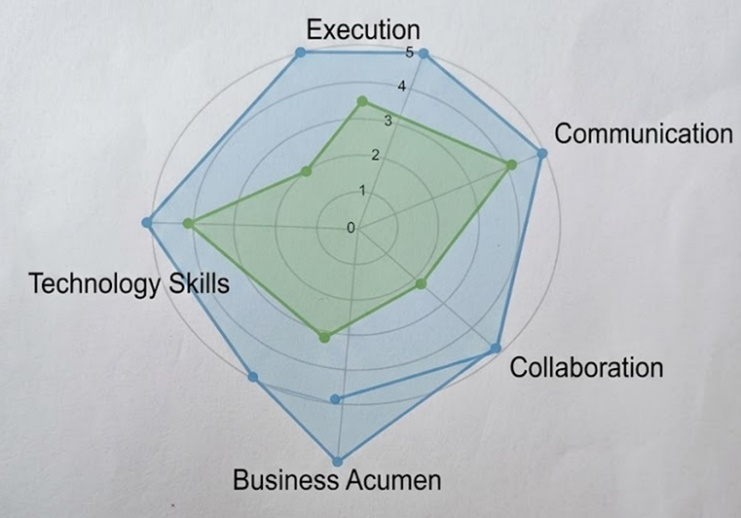 Execution
5
4
Communication
3
2
1
0
Technology Skills
Collaboration
Business Acumen